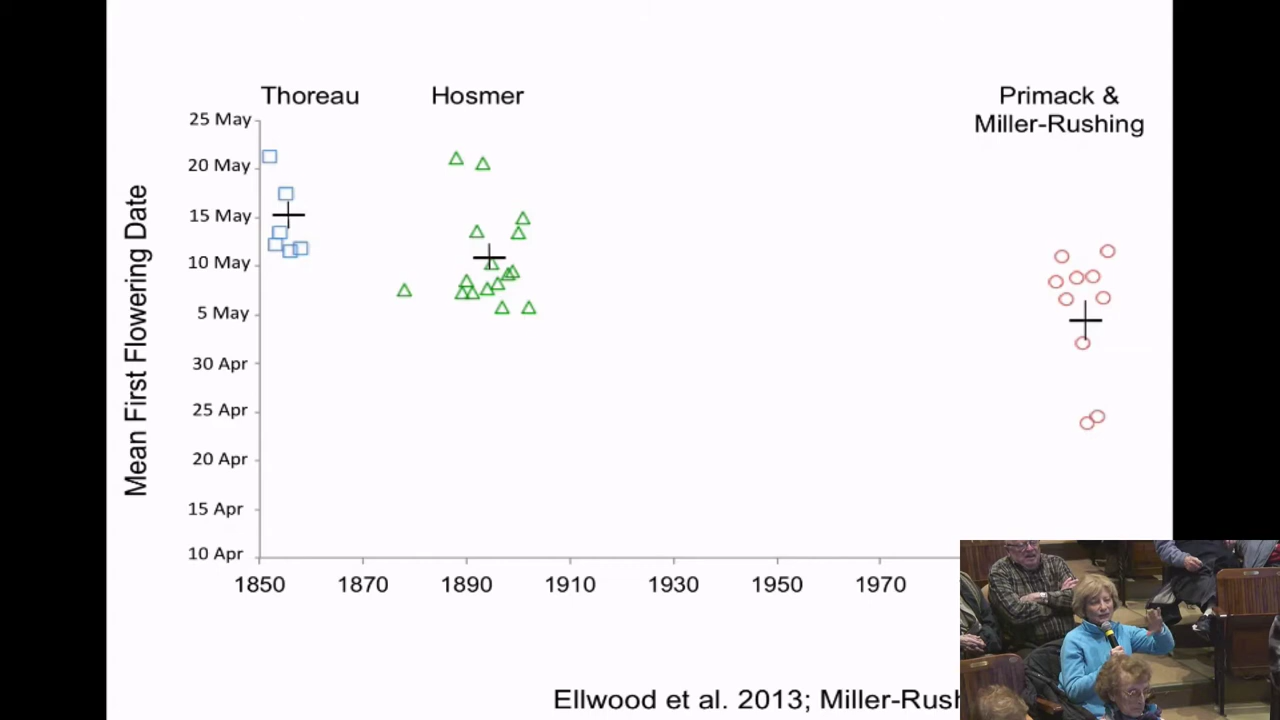 Thoreau
Hosmer
Primack &
Miller-Rushing
Mean First Flowering Date
25 May
20 May
15 May
10 May
5 May
30 Apr
25 Apr
20 Apr
15 Apr
10 Apr
1850
1870
1890
1910
1930
1950
1970
Ellwood et al. 2013; Miller-Rush